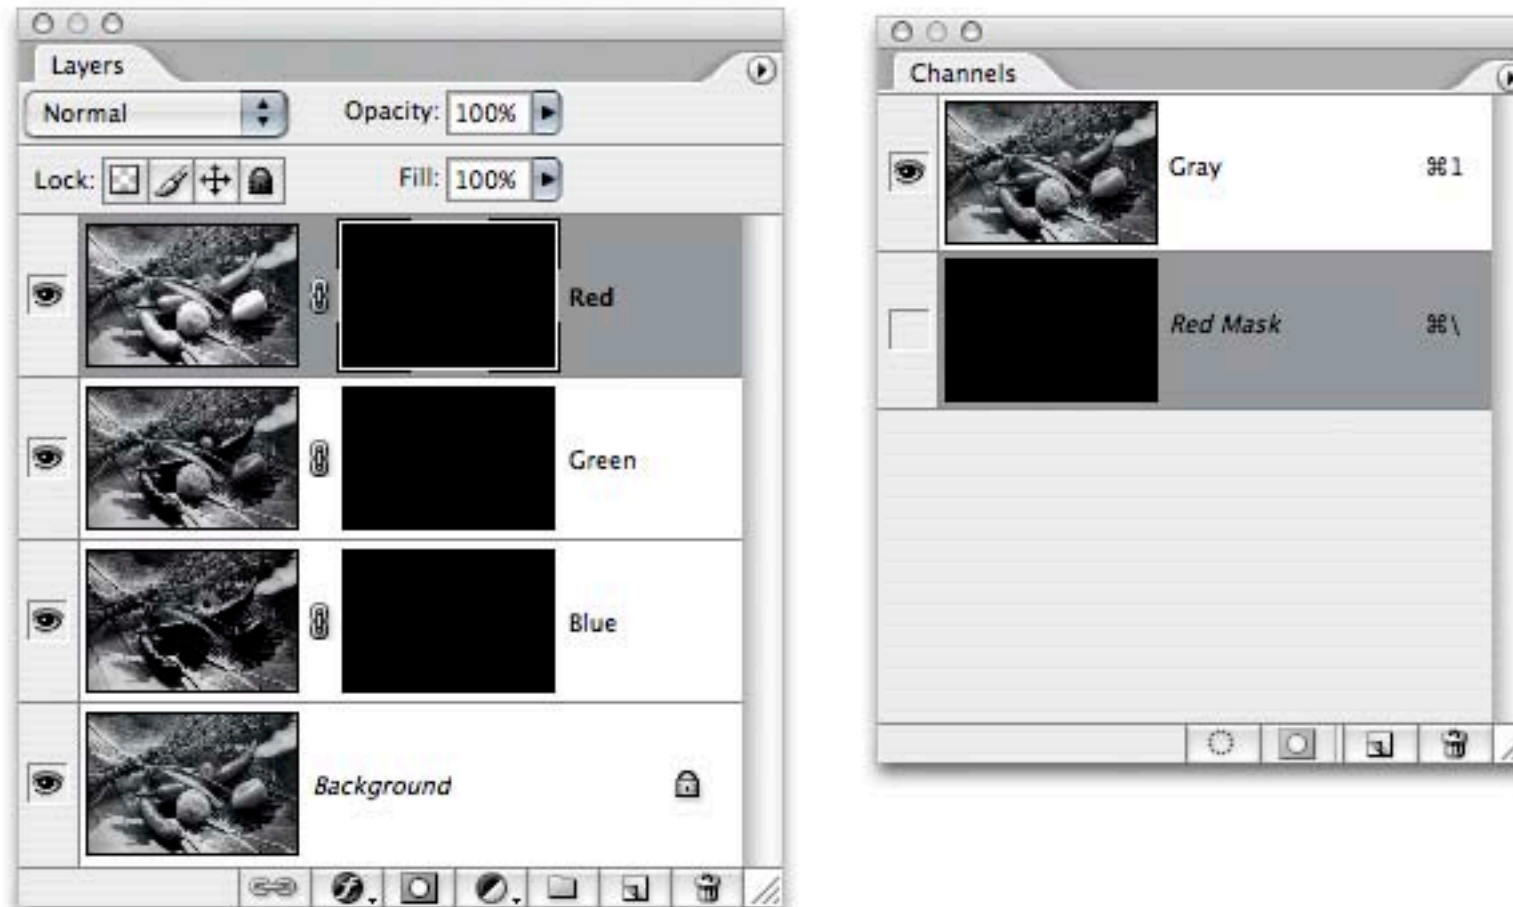 Layers
Normal
Opacity: 100%
Lock:
Fill: 100%
Red
Green
Blue
Background
Channels
Gray ⌘1
Red Mask ⌘\